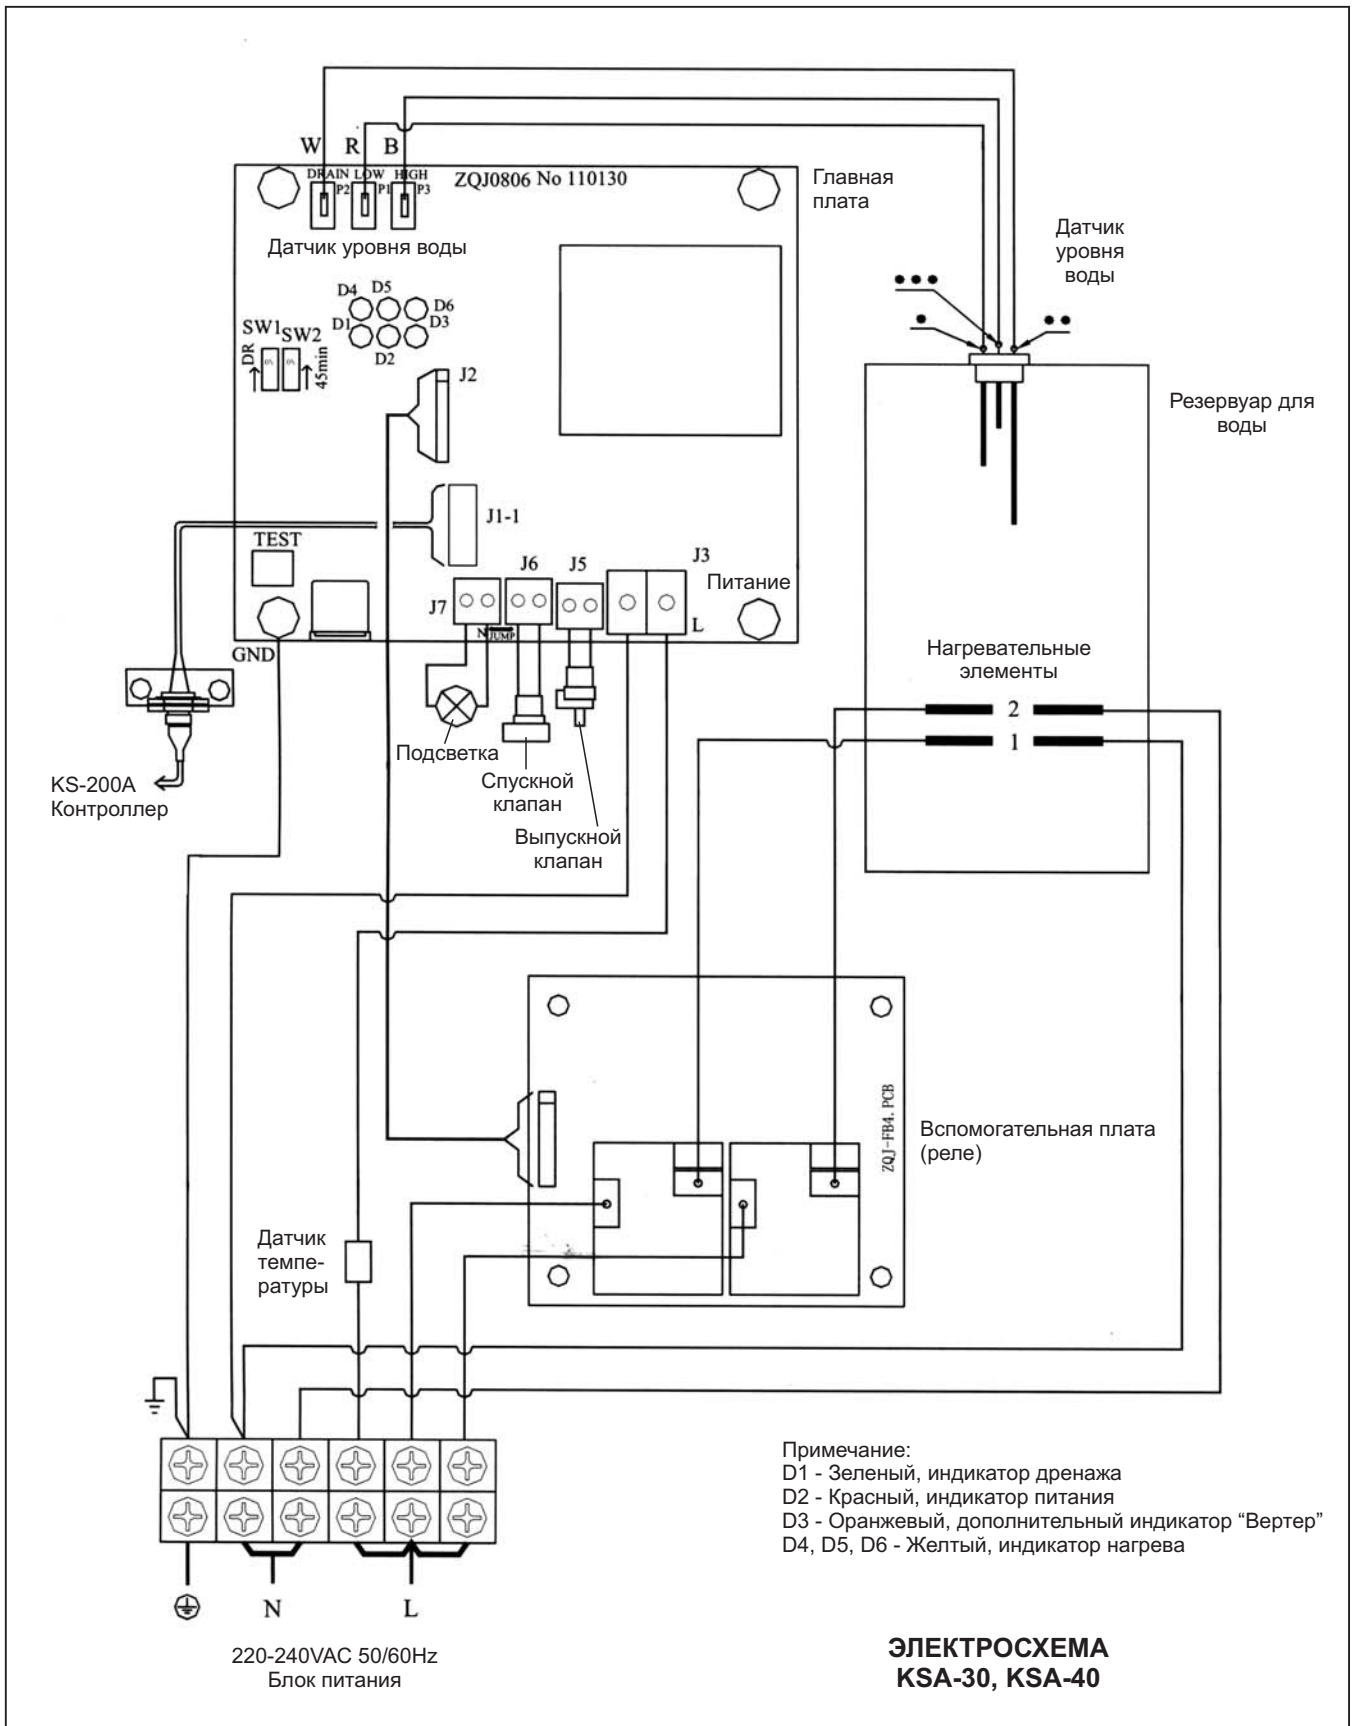 W R B
DRAIN LOW HIGH
P2 P1 P3
ZQJ0806 No 110130
Главная
плата
Датчик уровня воды
Датчик
уровня
воды
D4 D5 D6
D1 D2 D3
SW1 SW2
DR
45min
J2
Резервуар для
воды
J1-1
TEST
J6 J5 J3
Питание
J7
N JUMP
L
GND
Нагревательные
элементы
2
1
Подсветка
Спускной
клапан
Выпускной
клапан
KS-200A
Контроллер
ZQJ-FB4.PCB
Вспомогательная плата
(реле)
Датчик
темпе-
ратуры
Примечание:
D1 - Зеленый, индикатор дренажа
D2 - Красный, индикатор питания
D3 - Оранжевый, дополнительный индикатор “Вертер”
D4, D5, D6 - Желтый, индикатор нагрева
N L
220-240VAC 50/60Hz
Блок питания
ЭЛЕКТРОСХЕМА
KSA-30, KSA-40